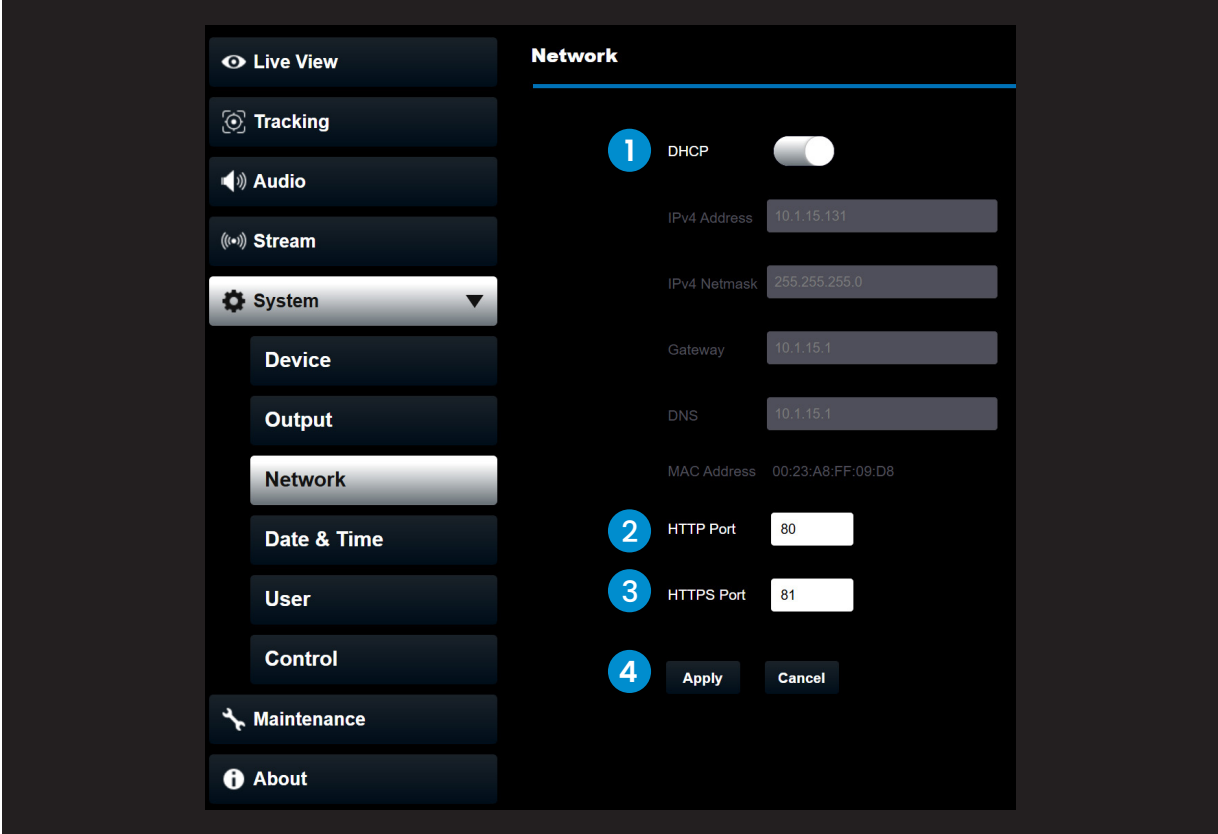 Live View
Tracking
Audio
Stream
System
Device
Output
Network
Date & Time
User
Control
Maintenance
About
Network
1 DHCP
IPv4 Address 10.1.15.131
IPv4 Netmask 255.255.255.0
Gateway 10.1.15.1
DNS 10.1.15.1
MAC Address 00:23:A8:FF:09:D8
2 HTTP Port 80
3 HTTPS Port 81
4 Apply Cancel